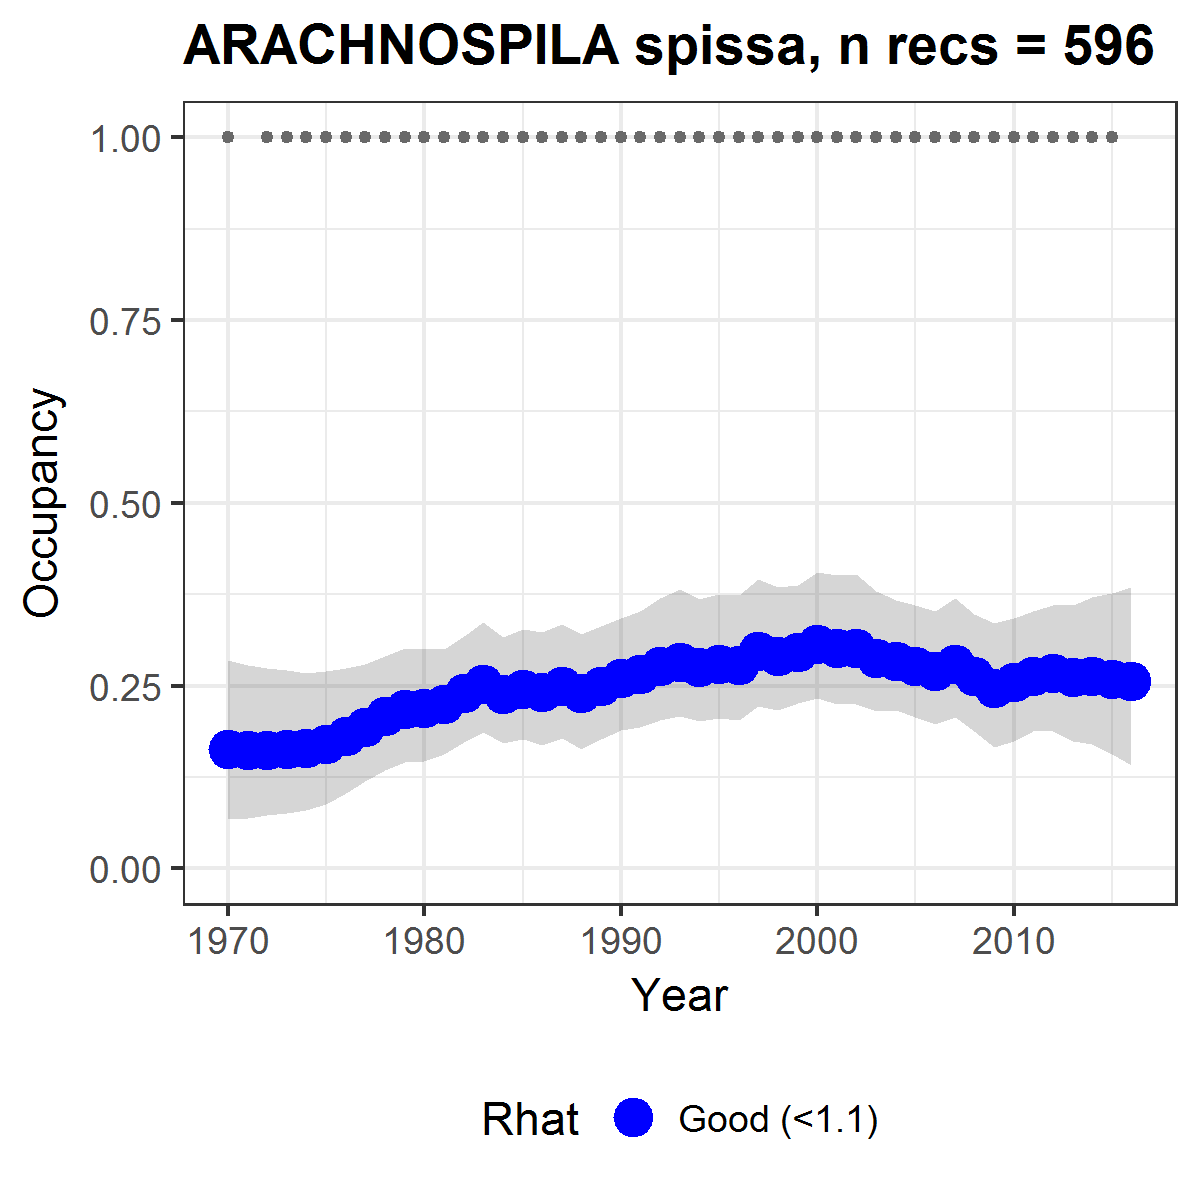 ARACHNOSPILA spissa, n recs = 596
1.00
0.75
0.50
0.25
0.00
Occupancy
1970 1980 1990 2000 2010
Year
Rhat Good (<1.1)